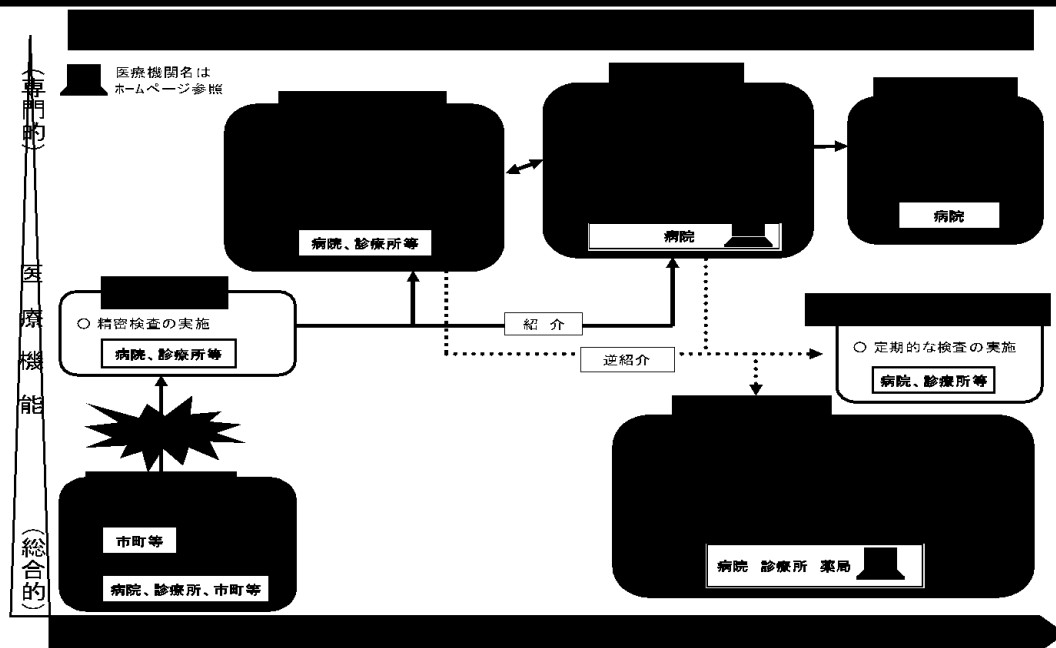 医療機関名は
ホームページ参照
(専門的)
医療機能
(総合的)
病院、診療所等
病院
病院
○ 精密検査の実施
病院、診療所等
紹 介
逆紹介
○ 定期的な検査の実施
病院、診療所等
市町等
病院、診療所、市町等
病院 診療所 薬局